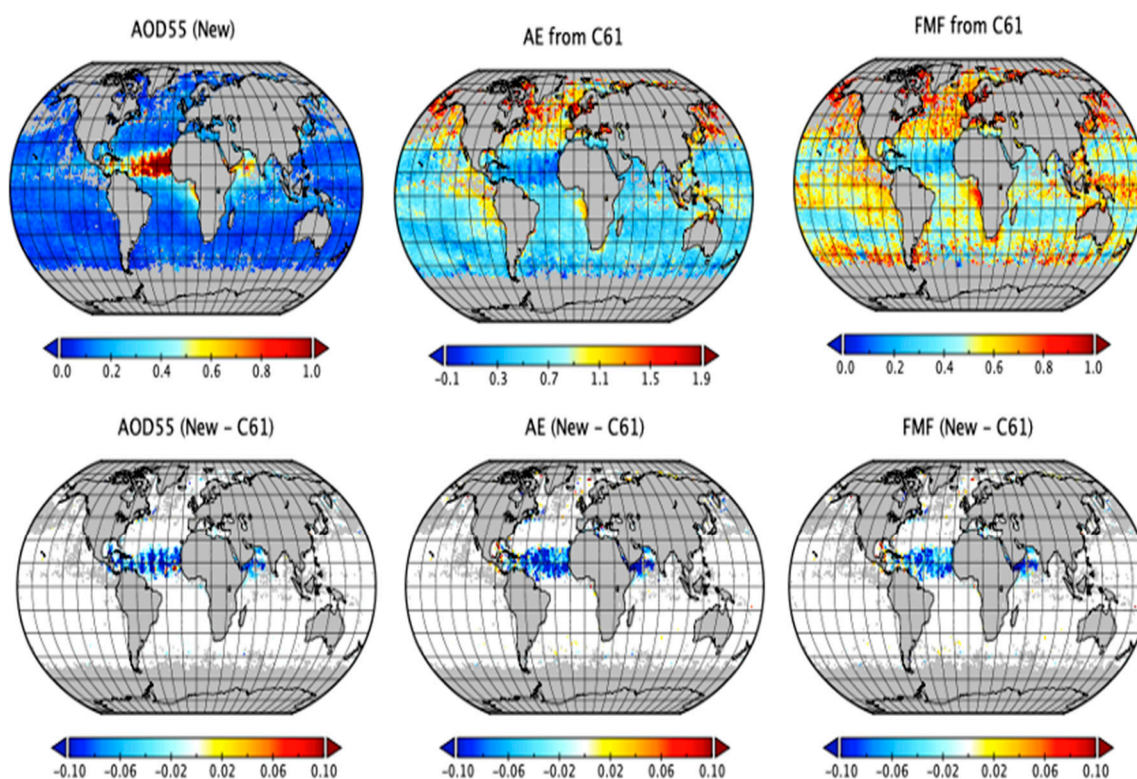 AOD55 (New)
AE from C61
FMF from C61
0.0 0.2 0.4 0.6 0.8 1.0
−0.1 0.3 0.7 1.1 1.5 1.9
0.0 0.2 0.4 0.6 0.8 1.0
AOD55 (New – C61)
AE (New – C61)
FMF (New – C61)
−0.10 −0.06 −0.02 0.02 0.06 0.10
−0.10 −0.06 −0.02 0.02 0.06 0.10
−0.10 −0.06 −0.02 0.02 0.06 0.10